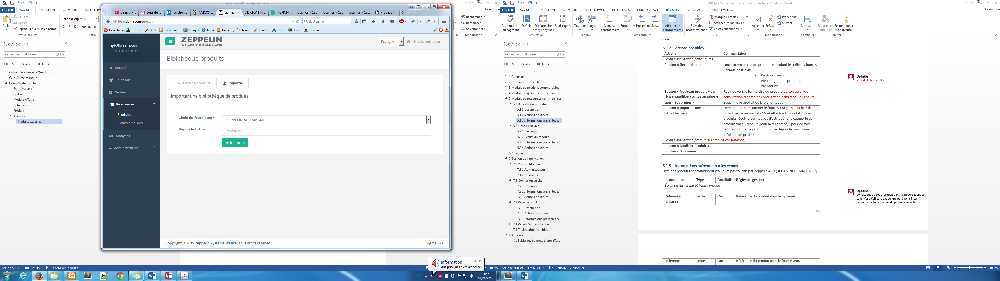 questions CDC sigma.docx - Word
FICHIER ACCUEIL INSERTION CRÉATION MISE EN PA
Coller
Couper
Copier
Reproduire la mise en forme
Presse-papiers
Calibri (Corp 11
G I S abc x₂ x²
Police
Navigation
Rechercher un document
TITRES PAGES RÉSULTATS
Cahier des charges - Questions
Ce qu'il me manque :
Là où j'ai des doutes :
Fournisseurs :
Gestion :
Module Affaire :
Fiche heure :
Produits :
Analyses :
Produits exportés
PAGE 7 SUR 7 1617 MOTS FRANÇAIS (FRANCE)
Genesis - ... Boîte de r... Fonction... KAIRIOS ... Sigma... INSPINIA | Mi... INSPINIA ... localhost / 12... localhost / 12... localhost / 12... Prochoc |...
local.sigma.com/produits
Rechercher
Désactiver Cookies CSS Formulaires Images Infos Divers Entourer Fenêtre Outils Code Options
Ophélie EOUZAN
Administrateur
Accueil
Relations
Gestion
Ressources
Produits
Fiches d'heures
Analyses
Administration
ZEPPELIN
WE CREATE SOLUTIONS
Français
Se déconnecter
Biblithèque produits
Liste de produits
Importer
Importer une bibliothèque de produits
Choix du fournisseur
ZEPPELIN ALLEMAGNE
Depuis le fichier
Parcourir...
Importer
Copyright © 2015 Zeppelin Systems France. Tous droits réservés.
Sigma V2.0
Connexion
Rechercher
Remplacer
Sélectionner
Modification
SIGMA - Cahier des charges fonctionnelles - v1.0.docx - Word
FICHIER ACCUEIL INSERTION CRÉATION MISE EN PAGE RÉFÉRENCES PUBLIPOSTAGE RÉVISION AFFICHAGE COMPLÉMENTS
Connexion
Grammaire et orthographe
Définir
Dictionnaire des synonymes
Statistiques
Vérification
Traduire
Langue
Langue
Nouveau commentaire
Supprimer
Précédent
Suivant
Afficher les commentaires
Commentaires
Suivi des modifications
Marques simples
Afficher les marques
Volet Vérifications
Suivi
Accepter
Refuser
Précédent
Suivant
Modifications
Comparer
Comparer
Bloquer les auteurs
Restreindre la modification
Protéger
Navigation
Rechercher un document
TITRES PAGES RÉSULTATS
1 Contexte
2 Description générale
3 Module de relations commerciales
4 Module de gestion commerciale
5 Module de ressources commerciales
5.1 Bibliothèques produit
5.1.1 Description
5.1.2 Actions possibles
5.1.3 Informations présentes s...
5.2 Fiches d'heures
5.2.1 Description
5.2.2 Écrans du module
5.2.3 Informations présentes s...
5.2.4 Actions possibles
6 Analyses
7 Gestion de l'application
7.1 Profils utilisateur
7.1.1 Administrateur
7.1.2 Utilisateur
7.2 Connexion au site
7.2.1 Description
7.2.2 Informations présentes s...
7.2.3 Actions possibles
7.3 Page de profil
7.3.1 Description
7.3.2 Actions possibles
7.3.3 Informations présentes s...
7.4 Panel d'administration
7.5 Tables administrables
8 Annexes
8.1 Saisie des budgets d'une affai...
devis.
5.1.2 Actions possibles
Actions Commentaires
Ecran Consultation fiche heures
Bouton « Rechercher » Lance la recherche du produit respectant les critères fournis.
Critères possibles :
- Par fournisseur,
- Par catégorie de produits,
- Par mot clé.
Bouton « Nouveau produit » ou Redirige vers le formulaire du produit, ou son écran de
Lien « Modifier » ou « Consulter » consultation si écran de consultation dans module Produit.
Lien « Supprimer » Supprime le produit de la bibliothèque.
Bouton « Importer une Demande de sélectionner le fournisseur puis le fichier de la
bibliothèque » bibliothèque au format CSV et effectue l'importation des
produits. Ceci ne permet pas d'attribuer une catégorie de
produit fini au produit (pour la recherche) : pour ce faire il
faudra modifier le produit importé depuis le formulaire
d'édition de produit.
Ecran Consultation produit (si écran de consultation)
Bouton « Modifier produit »
Bouton « Supprimer »
5.1.3 Informations présentes sur les écrans
Liste des produits par fournisseur (toujours pas fournis par Zeppelin = > QUELLES INFORMATIONS ?).
Informations Type Facultatif Règles de gestion
Écran de recherche et listing produit
Référence REIMELT Texte Oui Référence du produit dans le système.
59
Référence Texte Oui Référence du produit chez le fournisseur.
Ophelie
= produits finis en BD
Ophelie
Correspond au code_produit dans la modélisation. Ce
code n'est d'ailleurs pas généré par Sigma, il est
définit par la bibliothèque de produits importée.
100 % PAGE 60 SUR 79 12432 MOTS FRANÇAIS (FRANCE)
100 %
Information
Une prise jack a été branchée.
FR
11:45
03/08/2015